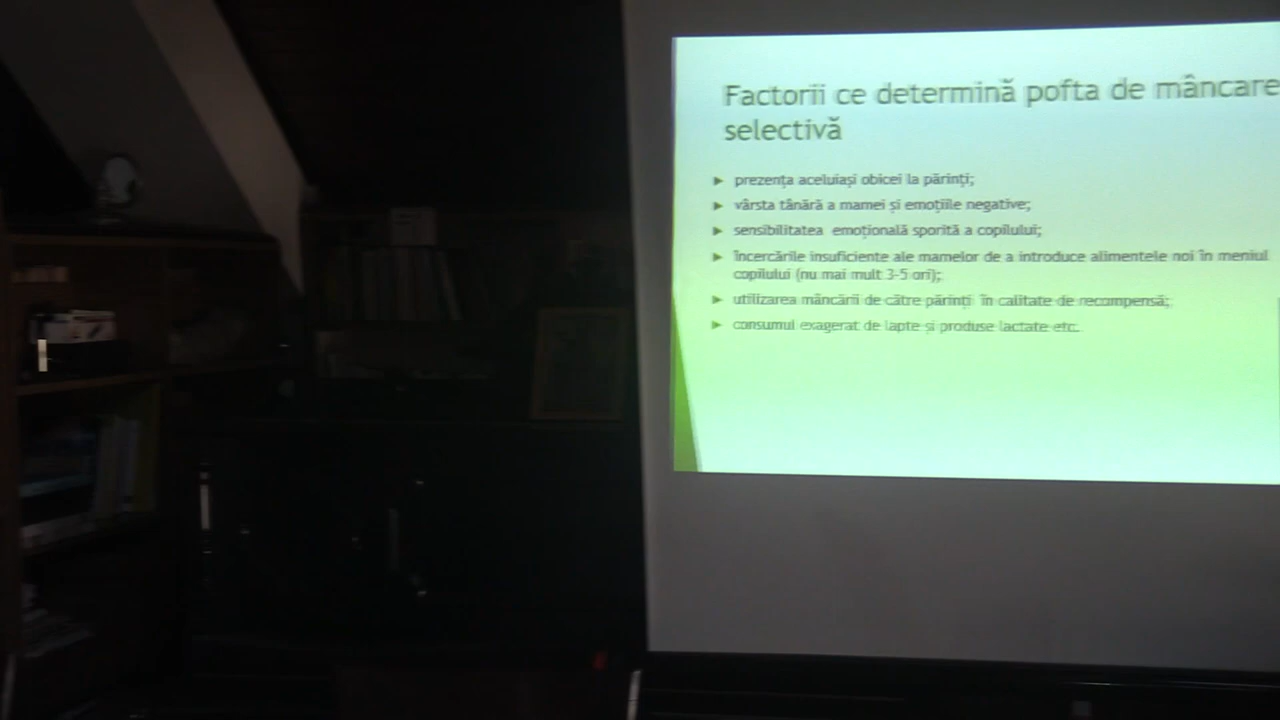 Factorii ce determină pofta de mâncare
selectivă
prezența aceluiași obicei la părinți;
vârsta tânără a mamei și emoțiile negative;
sensibilitatea emoțională sporită a copilului;
încercările insuficiente ale mamelor de a introduce alimentele noi în meniul
copilului (nu mai mult 3-5 ori);
utilizarea mâncării de către părinți în calitate de recompensă;
consumul exagerat de lapte și produse lactate etc.